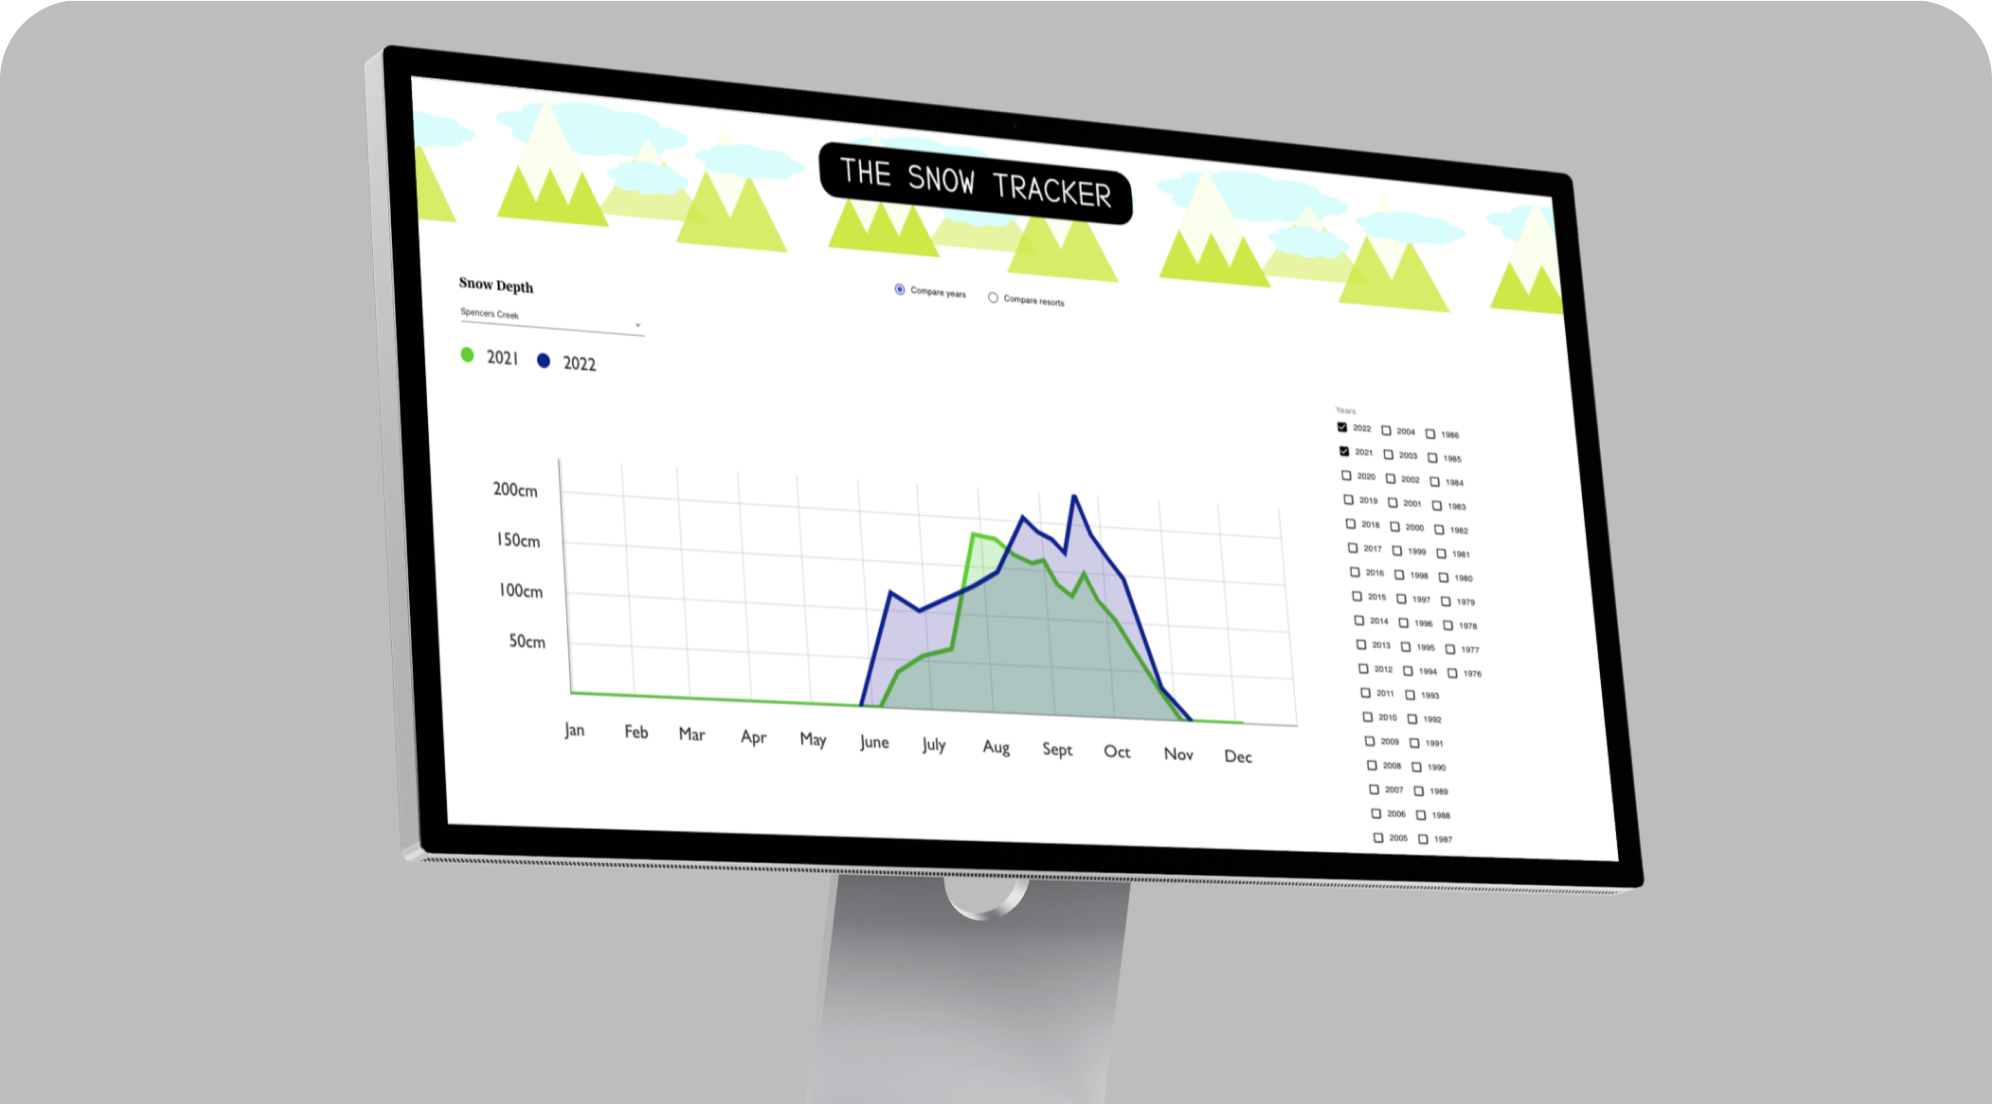 THE SNOW TRACKER
Snow Depth
Compare years Compare resorts
Spencers Creek
2021 2022
Years
2022 2004 1986
2021 2003 1985
2020 2002 1984
2019 2001 1983
2018 2000 1982
2017 1999 1981
2016 1998 1980
2015 1997 1979
2014 1996 1978
2013 1995 1977
2012 1994 1976
2011 1993
2010 1992
2009 1991
2008 1990
2007 1989
2006 1988
2005 1987
200cm
150cm
100cm
50cm
Jan Feb Mar Apr May June July Aug Sept Oct Nov Dec